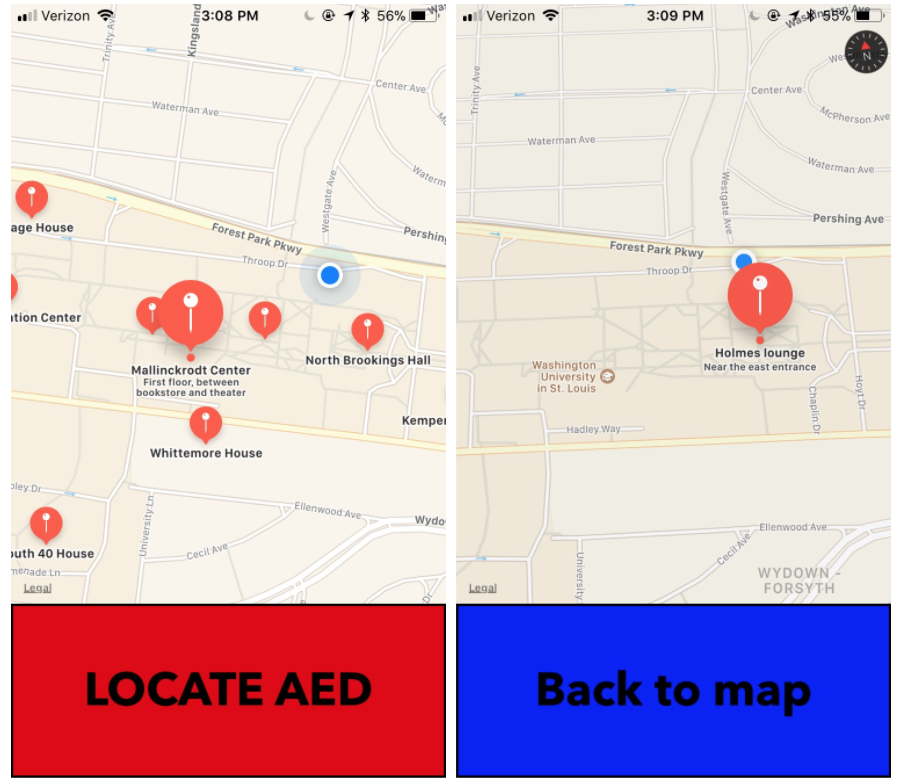 Verizon 3:08 PM 56%
Trinity Ave
Kingsland
Center Ave
Waterman Ave
Westgate Ave
age House
Forest Park Pkwy
Pershing
Throop Dr
ation Center
Mallinckrodt Center
First floor, between
bookstore and theater
North Brookings Hall
Kemper
Whittemore House
University Ln
Ellenwood Ave
Wydo
outh 40 House
Cecil Ave
Legal
LOCATE AED
Verizon 3:09 PM 55%
Washington Ave
N
Trinity Ave
Center Ave
McPherson Ave
Waterman Ave
Waterman Ave
Westgate Ave
Pershing Ave
Forest Park Pkwy
Throop Dr
Holmes lounge
Near the east entrance
Washington
University
in St. Louis
Hoyt Dr
Chaplin Dr
Hadley Way
Ellenwood Ave
Cecil Ave
University
WYDOWN -
FORSYTH
Legal
Back to map